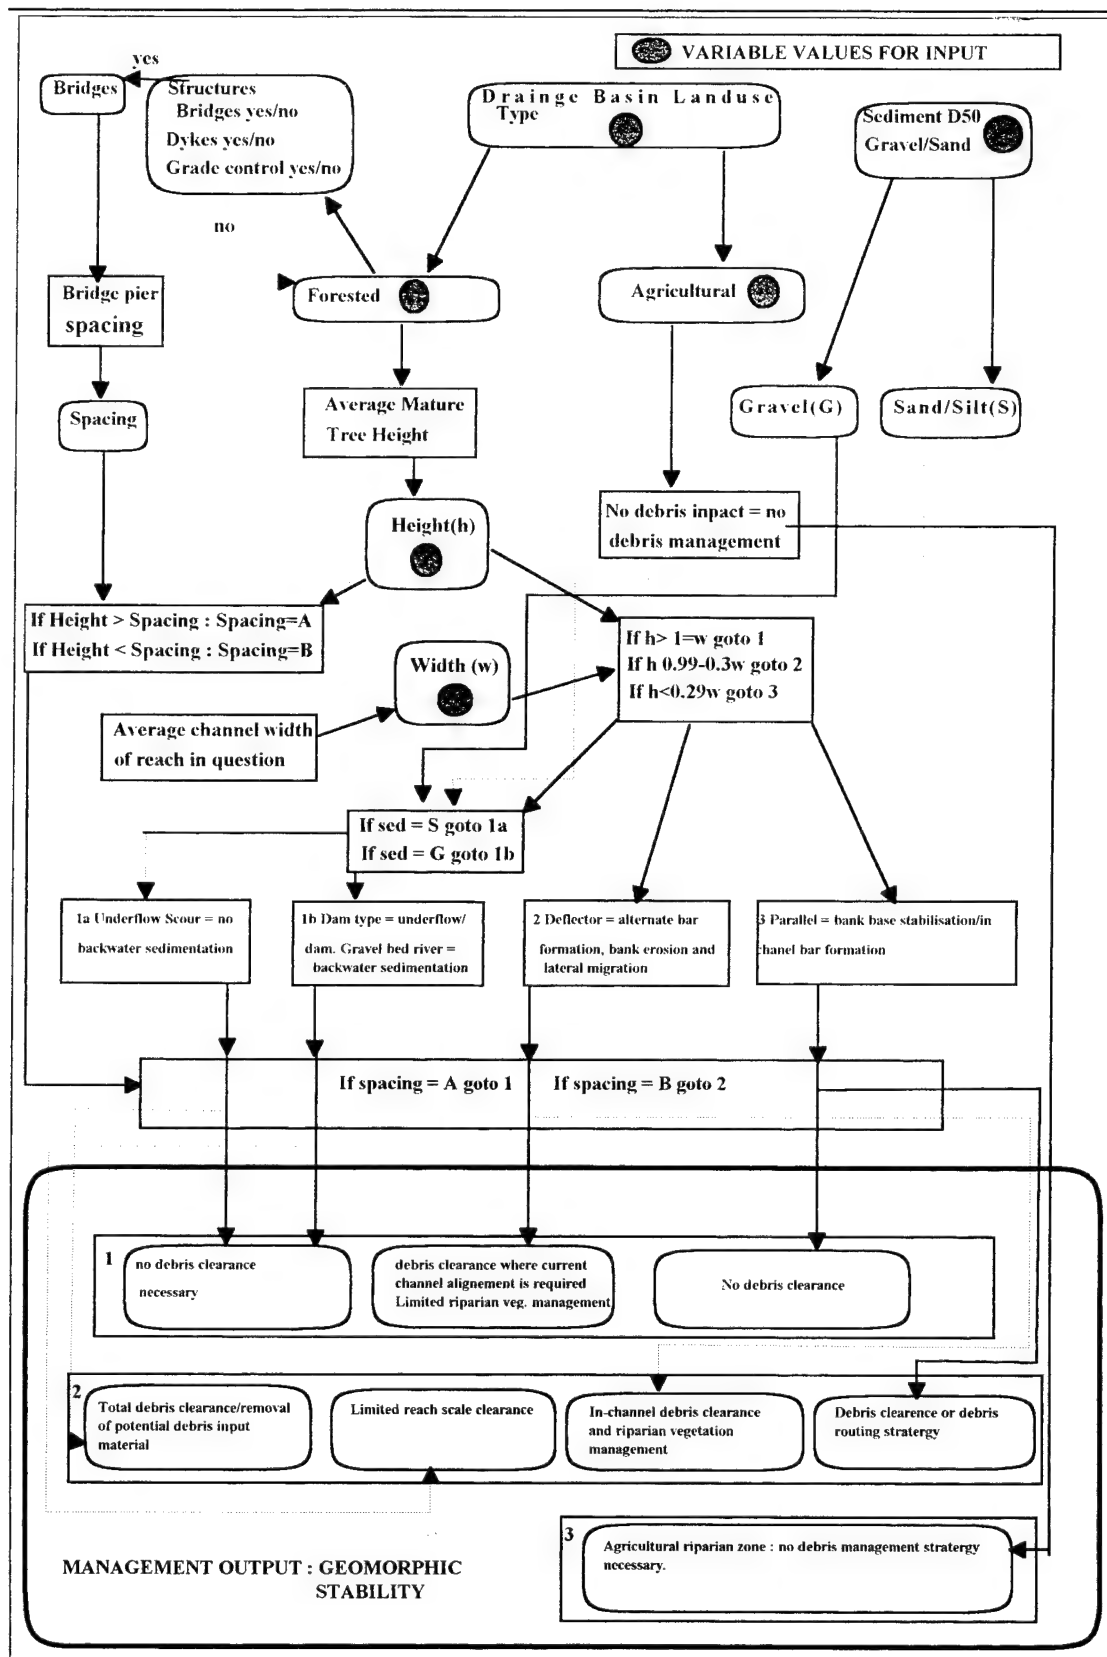 VARIABLE VALUES FOR INPUT
yes
Bridges
Structures
Bridges yes/no
Dykes yes/no
Grade control yes/no
Drainge Basin Landuse
Type
Sediment D50
Gravel/Sand
no
Bridge pier
spacing
Forested
Agricultural
Spacing
Average Mature
Tree Height
Gravel(G)
Sand/Silt(S)
Height(h)
No debris inpact = no
debris management
If Height > Spacing : Spacing=A
If Height < Spacing : Spacing=B
Width (w)
If h> 1=w goto 1
If h 0.99-0.3w goto 2
If h<0.29w goto 3
Average channel width
of reach in question
If sed = S goto 1a
If sed = G goto 1b
1a Underflow Scour = no
backwater sedimentation
1b Dam type = underflow/
dam. Gravel bed river =
backwater sedimentation
2 Deflector = alternate bar
formation, bank erosion and
lateral migration
3 Parallel = bank base stabilisation/in
chanel bar formation
If spacing = A goto 1
If spacing = B goto 2
1
no debris clearance
necessary
debris clearance where current
channel alignement is required
Limited riparian veg. management
No debris clearance
2
Total debris clearance/removal
of potential debris input
material
Limited reach scale clearance
In-channel debris clearance
and riparian vegetation
management
Debris clearence or debris
routing stratergy
3
Agricultural riparian zone : no debris management stratergy
necessary.
MANAGEMENT OUTPUT : GEOMORPHIC
STABILITY